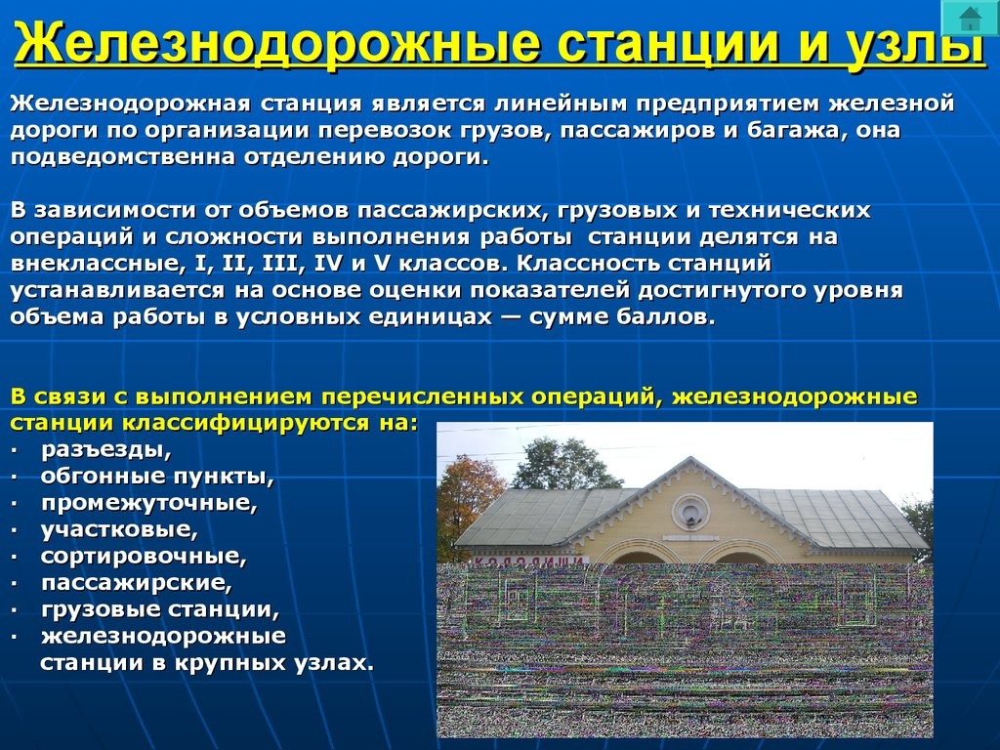 Железнодорожные станции и узлы
Железнодорожная станция является линейным предприятием железной
дороги по организации перевозок грузов, пассажиров и багажа, она
подведомственна отделению дороги.
В зависимости от объемов пассажирских, грузовых и технических
операций и сложности выполнения работы станции делятся на
внеклассные, I, II, III, IV и V классов. Классность станций
устанавливается на основе оценки показателей достигнутого уровня
объема работы в условных единицах — сумме баллов.
В связи с выполнением перечисленных операций, железнодорожные
станции классифицируются на:
· разъезды,
· обгонные пункты,
· промежуточные,
· участковые,
· сортировочные,
· пассажирские,
· грузовые станции,
· железнодорожные
станции в крупных узлах.